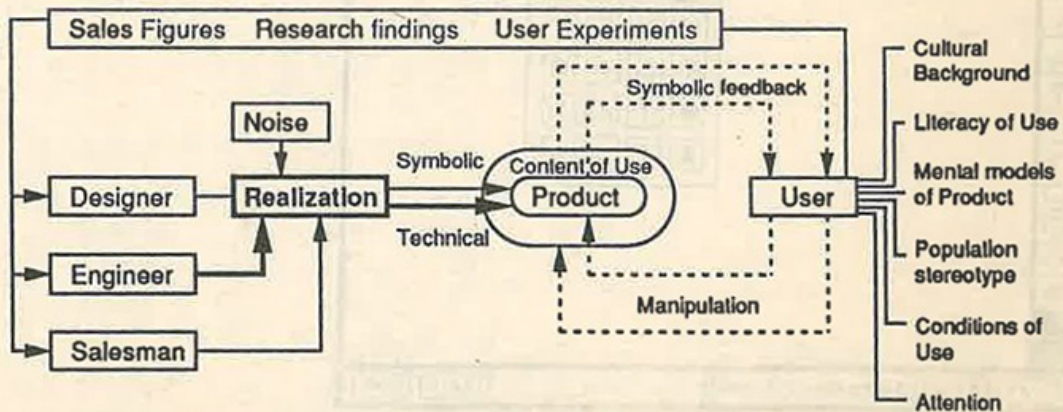 Sales Figures Research findings User Experiments
Cultural
Background
Symbolic feedback
Noise
Literacy of Use
Symbolic
Content of Use
Designer
Realization
Product
User
Mental models
of Product
Technical
Engineer
Population
stereotype
Manipulation
Salesman
Conditions of
Use
Attention